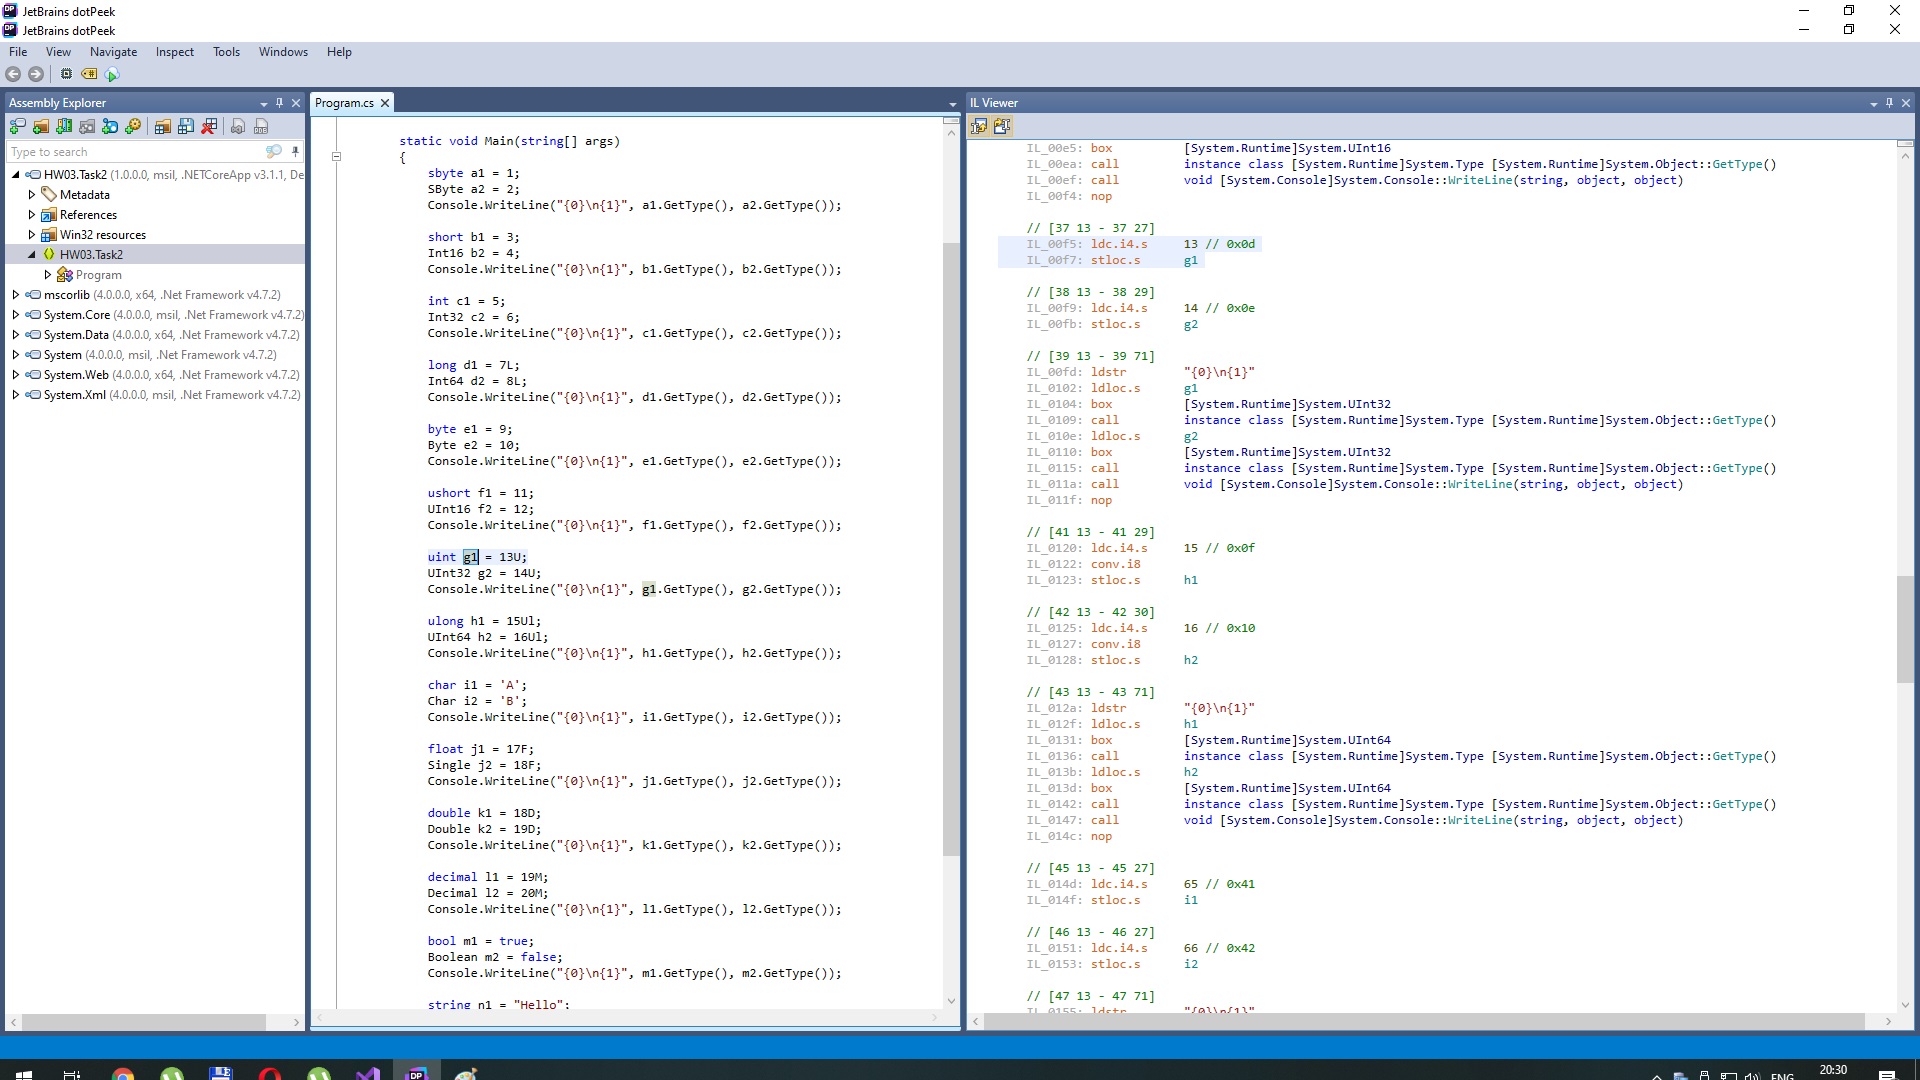 JetBrains dotPeek
JetBrains dotPeek
File View Navigate Inspect Tools Windows Help
Assembly Explorer
Type to search
HW03.Task2 (1.0.0.0, msil, .NETCoreApp v3.1.1, De
Metadata
References
Win32 resources
HW03.Task2
Program
mscorlib (4.0.0.0, x64, .Net Framework v4.7.2)
System.Core (4.0.0.0, msil, .Net Framework v4.7.2)
System.Data (4.0.0.0, x64, .Net Framework v4.7.2)
System (4.0.0.0, msil, .Net Framework v4.7.2)
System.Web (4.0.0.0, x64, .Net Framework v4.7.2)
System.Xml (4.0.0.0, msil, .Net Framework v4.7.2)
Program.cs
static void Main(string[] args)
{
sbyte a1 = 1;
SByte a2 = 2;
Console.WriteLine("{0}\n{1}", a1.GetType(), a2.GetType());
short b1 = 3;
Int16 b2 = 4;
Console.WriteLine("{0}\n{1}", b1.GetType(), b2.GetType());
int c1 = 5;
Int32 c2 = 6;
Console.WriteLine("{0}\n{1}", c1.GetType(), c2.GetType());
long d1 = 7L;
Int64 d2 = 8L;
Console.WriteLine("{0}\n{1}", d1.GetType(), d2.GetType());
byte e1 = 9;
Byte e2 = 10;
Console.WriteLine("{0}\n{1}", e1.GetType(), e2.GetType());
ushort f1 = 11;
UInt16 f2 = 12;
Console.WriteLine("{0}\n{1}", f1.GetType(), f2.GetType());
uint g1 = 13U;
UInt32 g2 = 14U;
Console.WriteLine("{0}\n{1}", g1.GetType(), g2.GetType());
ulong h1 = 15Ul;
UInt64 h2 = 16Ul;
Console.WriteLine("{0}\n{1}", h1.GetType(), h2.GetType());
char i1 = 'A';
Char i2 = 'B';
Console.WriteLine("{0}\n{1}", i1.GetType(), i2.GetType());
float j1 = 17F;
Single j2 = 18F;
Console.WriteLine("{0}\n{1}", j1.GetType(), j2.GetType());
double k1 = 18D;
Double k2 = 19D;
Console.WriteLine("{0}\n{1}", k1.GetType(), k2.GetType());
decimal l1 = 19M;
Decimal l2 = 20M;
Console.WriteLine("{0}\n{1}", l1.GetType(), l2.GetType());
bool m1 = true;
Boolean m2 = false;
Console.WriteLine("{0}\n{1}", m1.GetType(), m2.GetType());
string n1 = "Hello";
IL Viewer
IL_00e5: box [System.Runtime]System.UInt16
IL_00ea: call instance class [System.Runtime]System.Type [System.Runtime]System.Object::GetType()
IL_00ef: call void [System.Console]System.Console::WriteLine(string, object, object)
IL_00f4: nop
// [37 13 - 37 27]
IL_00f5: ldc.i4.s 13 // 0x0d
IL_00f7: stloc.s g1
// [38 13 - 38 29]
IL_00f9: ldc.i4.s 14 // 0x0e
IL_00fb: stloc.s g2
// [39 13 - 39 71]
IL_00fd: ldstr "{0}\n{1}"
IL_0102: ldloc.s g1
IL_0104: box [System.Runtime]System.UInt32
IL_0109: call instance class [System.Runtime]System.Type [System.Runtime]System.Object::GetType()
IL_010e: ldloc.s g2
IL_0110: box [System.Runtime]System.UInt32
IL_0115: call instance class [System.Runtime]System.Type [System.Runtime]System.Object::GetType()
IL_011a: call void [System.Console]System.Console::WriteLine(string, object, object)
IL_011f: nop
// [41 13 - 41 29]
IL_0120: ldc.i4.s 15 // 0x0f
IL_0122: conv.i8
IL_0123: stloc.s h1
// [42 13 - 42 30]
IL_0125: ldc.i4.s 16 // 0x10
IL_0127: conv.i8
IL_0128: stloc.s h2
// [43 13 - 43 71]
IL_012a: ldstr "{0}\n{1}"
IL_012f: ldloc.s h1
IL_0131: box [System.Runtime]System.UInt64
IL_0136: call instance class [System.Runtime]System.Type [System.Runtime]System.Object::GetType()
IL_013b: ldloc.s h2
IL_013d: box [System.Runtime]System.UInt64
IL_0142: call instance class [System.Runtime]System.Type [System.Runtime]System.Object::GetType()
IL_0147: call void [System.Console]System.Console::WriteLine(string, object, object)
IL_014c: nop
// [45 13 - 45 27]
IL_014d: ldc.i4.s 65 // 0x41
IL_014f: stloc.s i1
// [46 13 - 46 27]
IL_0151: ldc.i4.s 66 // 0x42
IL_0153: stloc.s i2
// [47 13 - 47 71]
IL_0155: ldstr "{0}\n{1}"
DP
ENG
20:30